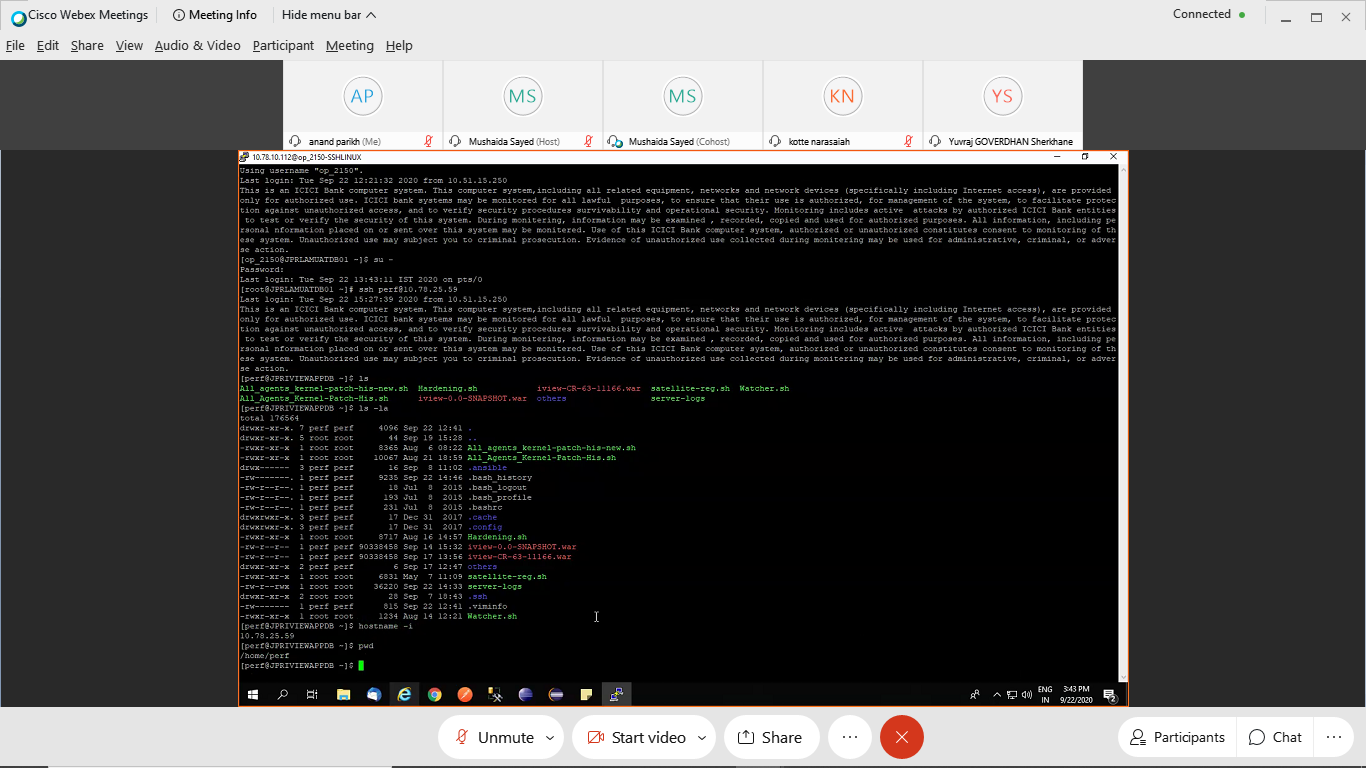 Cisco Webex Meetings
Meeting Info
Hide menu bar
Connected
File Edit Share View Audio & Video Participant Meeting Help
AP MS MS KN YS
anand parikh (Me) Mushaida Sayed (Host) Mushaida Sayed (Cohost) kotte narasaiah Yuvraj GOVERDHAN Sherkhane
10.78.10.112@op_2150-SSHLINUX
Using username "op_2150".
Last login: Tue Sep 22 12:21:32 2020 from 10.51.15.250
This is an ICICI Bank computer system. This computer system,including all related equipment, networks and network devices (specifically including Internet access), are provided
only for authorized use. ICICI bank systems may be monitored for all lawful  purposes, to ensure that their use is authorized, for management of the system, to facilitate protec
tion against unauthorized access, and to verify security procedures survivability and operational security. Monitoring includes active  attacks by authorized ICICI Bank entities
 to test or verify the security of this system. During monitering, information may be examined , recorded, copied and used for authorized purposes. All information, including pe
rsonal nformation placed on or sent over this system may be monitered. Use of this ICICI Bank computer system, authorized or unauthorized constitutes consent to monitoring of th
ese system. Unauthorized use may subject you to criminal prosecution. Evidence of unauthorized use collected during monitering may be used for administrative, criminal, or adver
se action.
[op_2150@JPRLAMUATDB01 ~]$ su -
Password:
Last login: Tue Sep 22 13:43:11 IST 2020 on pts/0
[root@JPRLAMUATDB01 ~]# ssh perf@10.78.25.59
Last login: Tue Sep 22 15:27:39 2020 from 10.51.15.250
This is an ICICI Bank computer system. This computer system,including all related equipment, networks and network devices (specifically including Internet access), are provided
only for authorized use. ICICI bank systems may be monitored for all lawful  purposes, to ensure that their use is authorized, for management of the system, to facilitate protec
tion against unauthorized access, and to verify security procedures survivability and operational security. Monitoring includes active  attacks by authorized ICICI Bank entities
 to test or verify the security of this system. During monitering, information may be examined , recorded, copied and used for authorized purposes. All information, including pe
rsonal nformation placed on or sent over this system may be monitered. Use of this ICICI Bank computer system, authorized or unauthorized constitutes consent to monitoring of th
ese system. Unauthorized use may subject you to criminal prosecution. Evidence of unauthorized use collected during monitering may be used for administrative, criminal, or adver
se action.
[perf@JPRIVIEWAPPDB ~]$ ls
All_agents_kernel-patch-his-new.sh  Hardening.sh  iview-CR-63-11166.war  satellite-reg.sh  Watcher.sh
All_Agents_Kernel-Patch-His.sh  iview-0.0-SNAPSHOT.war  others  server-logs
[perf@JPRIVIEWAPPDB ~]$ ls -la
total 176564
drwxr-xr-x. 7 perf perf 4096 Sep 22 12:41 .
drwxr-xr-x. 5 root root 44 Sep 19 15:28 ..
-rwxr-xr-x 1 root root 8365 Aug 6 08:22 All_agents_kernel-patch-his-new.sh
-rwxr-xr-x 1 root root 10067 Aug 21 18:59 All_Agents_Kernel-Patch-His.sh
drwx------ 3 perf perf 16 Sep 8 11:02 .ansible
-rw-------. 1 perf perf 9235 Sep 22 14:46 .bash_history
-rw-r--r--. 1 perf perf 18 Jul 8 2015 .bash_logout
-rw-r--r--. 1 perf perf 193 Jul 8 2015 .bash_profile
-rw-r--r--. 1 perf perf 231 Jul 8 2015 .bashrc
drwxrwxr-x. 3 perf perf 17 Dec 31 2017 .cache
drwxrwxr-x. 3 perf perf 17 Dec 31 2017 .config
-rwxr-xr-x 1 root root 8717 Aug 16 14:57 Hardening.sh
-rw-r--r-- 1 perf perf 90338458 Sep 14 15:32 iview-0.0-SNAPSHOT.war
-rw-r--r-- 1 perf perf 90338458 Sep 17 13:56 iview-CR-63-11166.war
drwxr-xr-x 2 perf perf 6 Sep 17 12:47 others
-rwxr-xr-x 1 root root 6831 May 7 11:09 satellite-reg.sh
-rw-r--rwx 1 root root 36220 Sep 22 14:33 server-logs
drwxr-xr-x 2 root root 28 Sep 7 18:43 .ssh
-rw------- 1 perf perf 815 Sep 22 12:41 .viminfo
-rwxr-xr-x 1 root root 1234 Aug 14 12:21 Watcher.sh
[perf@JPRIVIEWAPPDB ~]$ hostname -i
10.78.25.59
[perf@JPRIVIEWAPPDB ~]$ pwd
/home/perf
[perf@JPRIVIEWAPPDB ~]$
ENG 3:43 PM
IN 9/22/2020 2
Unmute Start video Share Participants Chat